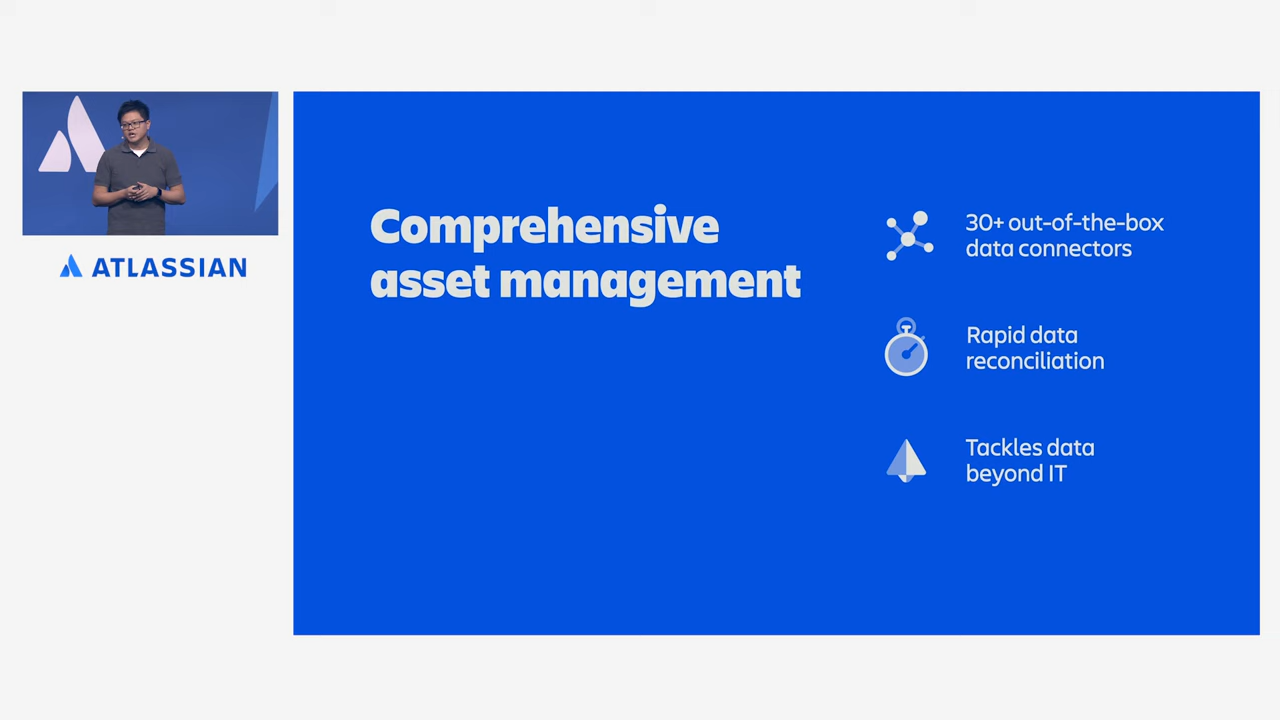 ATLASSIAN
Comprehensive
asset management
30+ out-of-the-box
data connectors
Rapid data
reconciliation
Tackles data
beyond IT